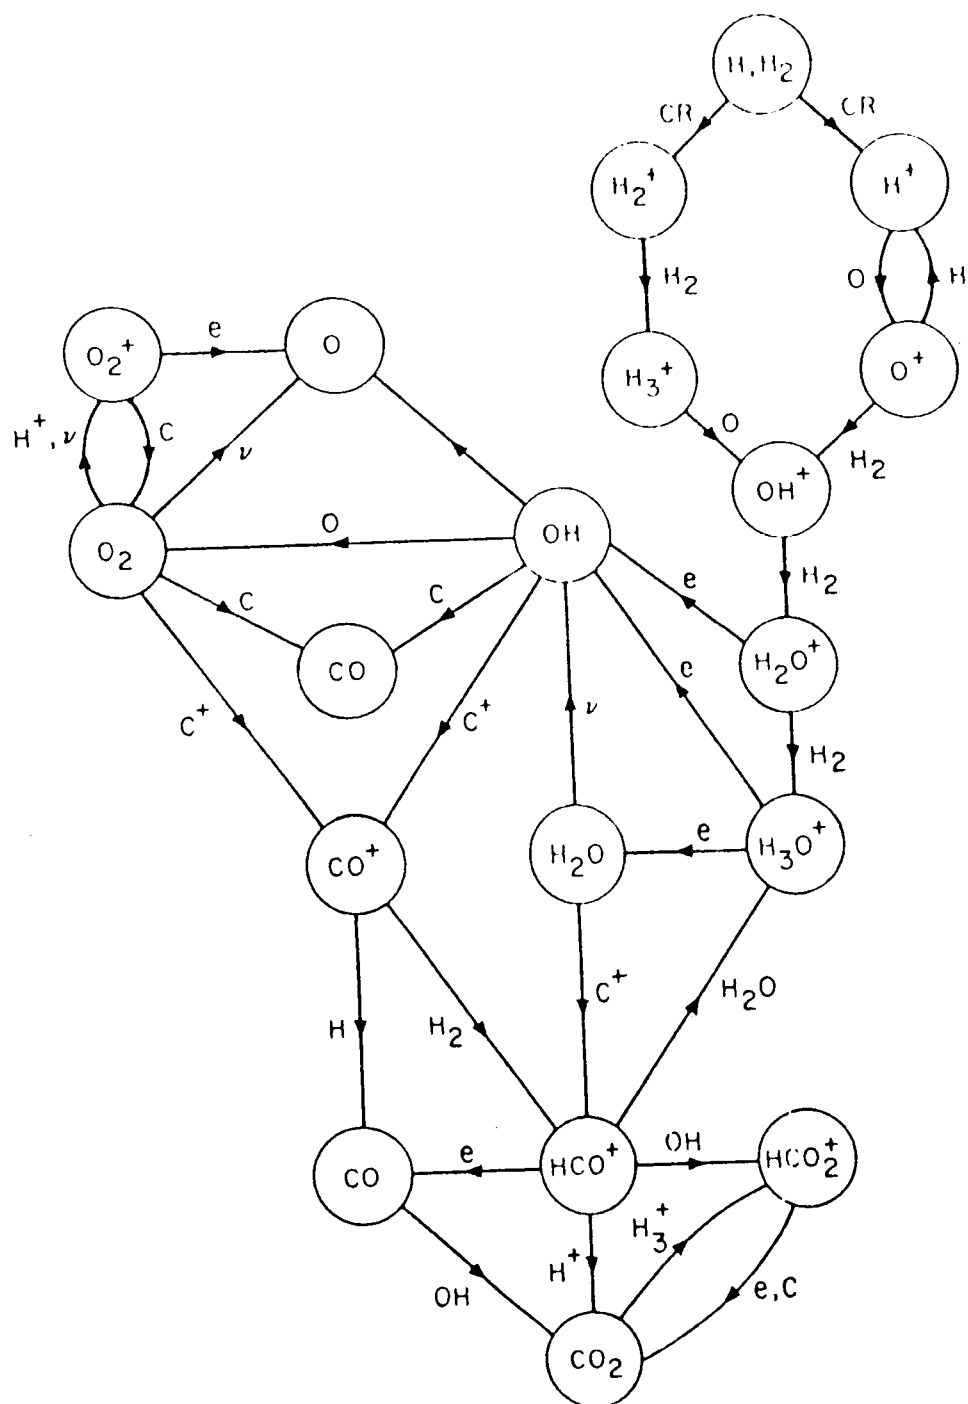 H,H2
CR
CR
H2+
H+
H2
O
H
H3+
O+
O
H2
OH+
H2
O2+
e
O
H+, ν
C
ν
O2
O
OH
e
C
C
CO
H2O+
C+
C+
ν
e
H2
CO+
H2O
e
H3O+
H
H2
C+
H2O
CO
e
HCO+
OH
HCO2+
OH
H+
H3+
e,C
CO2